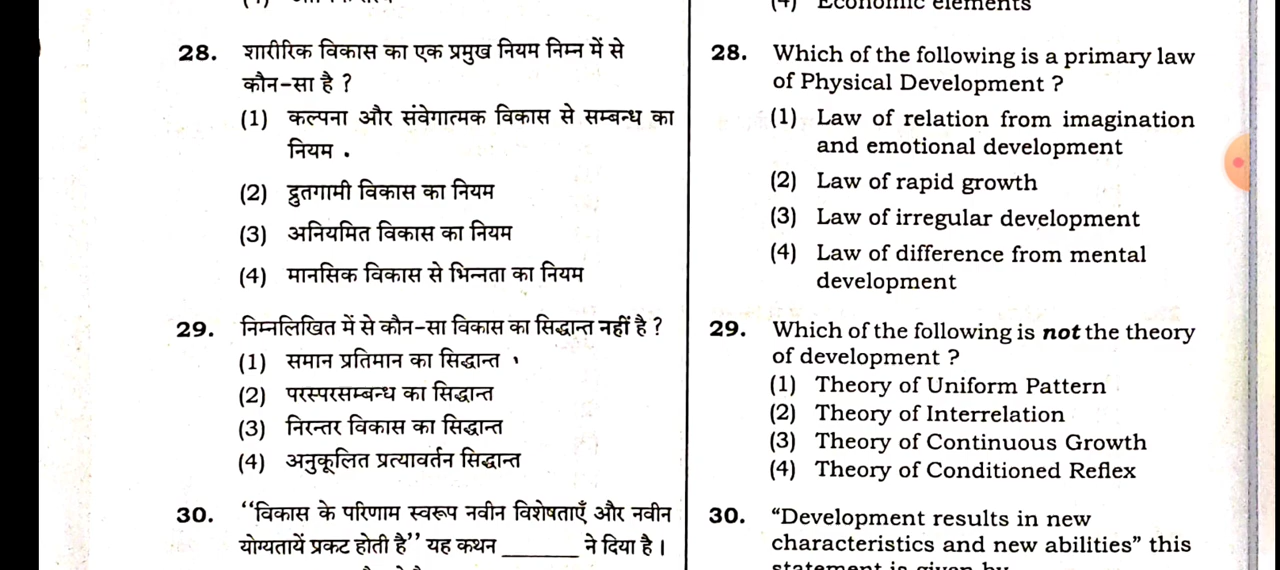 (4) Economic elements
28. शारीरिक विकास का एक प्रमुख नियम निम्न में से
कौन-सा है ?
(1) कल्पना और संवेगात्मक विकास से सम्बन्ध का
नियम .
(2) द्रुतगामी विकास का नियम
(3) अनियमित विकास का नियम
(4) मानसिक विकास से भिन्नता का नियम
29. निम्नलिखित में से कौन-सा विकास का सिद्धान्त नहीं है ?
(1) समान प्रतिमान का सिद्धान्त
(2) परस्परसम्बन्ध का सिद्धान्त
(3) निरन्तर विकास का सिद्धान्त
(4) अनुकूलित प्रत्यावर्तन सिद्धान्त
30. ‘‘विकास के परिणाम स्वरूप नवीन विशेषताएँ और नवीन
योग्यतायें प्रकट होती है’’ यह कथन ________ ने दिया है ।
28. Which of the following is a primary law
of Physical Development ?
(1) Law of relation from imagination
and emotional development
(2) Law of rapid growth
(3) Law of irregular development
(4) Law of difference from mental
development
29. Which of the following is not the theory
of development ?
(1) Theory of Uniform Pattern
(2) Theory of Interrelation
(3) Theory of Continuous Growth
(4) Theory of Conditioned Reflex
30. “Development results in new
characteristics and new abilities” this
statement is given by